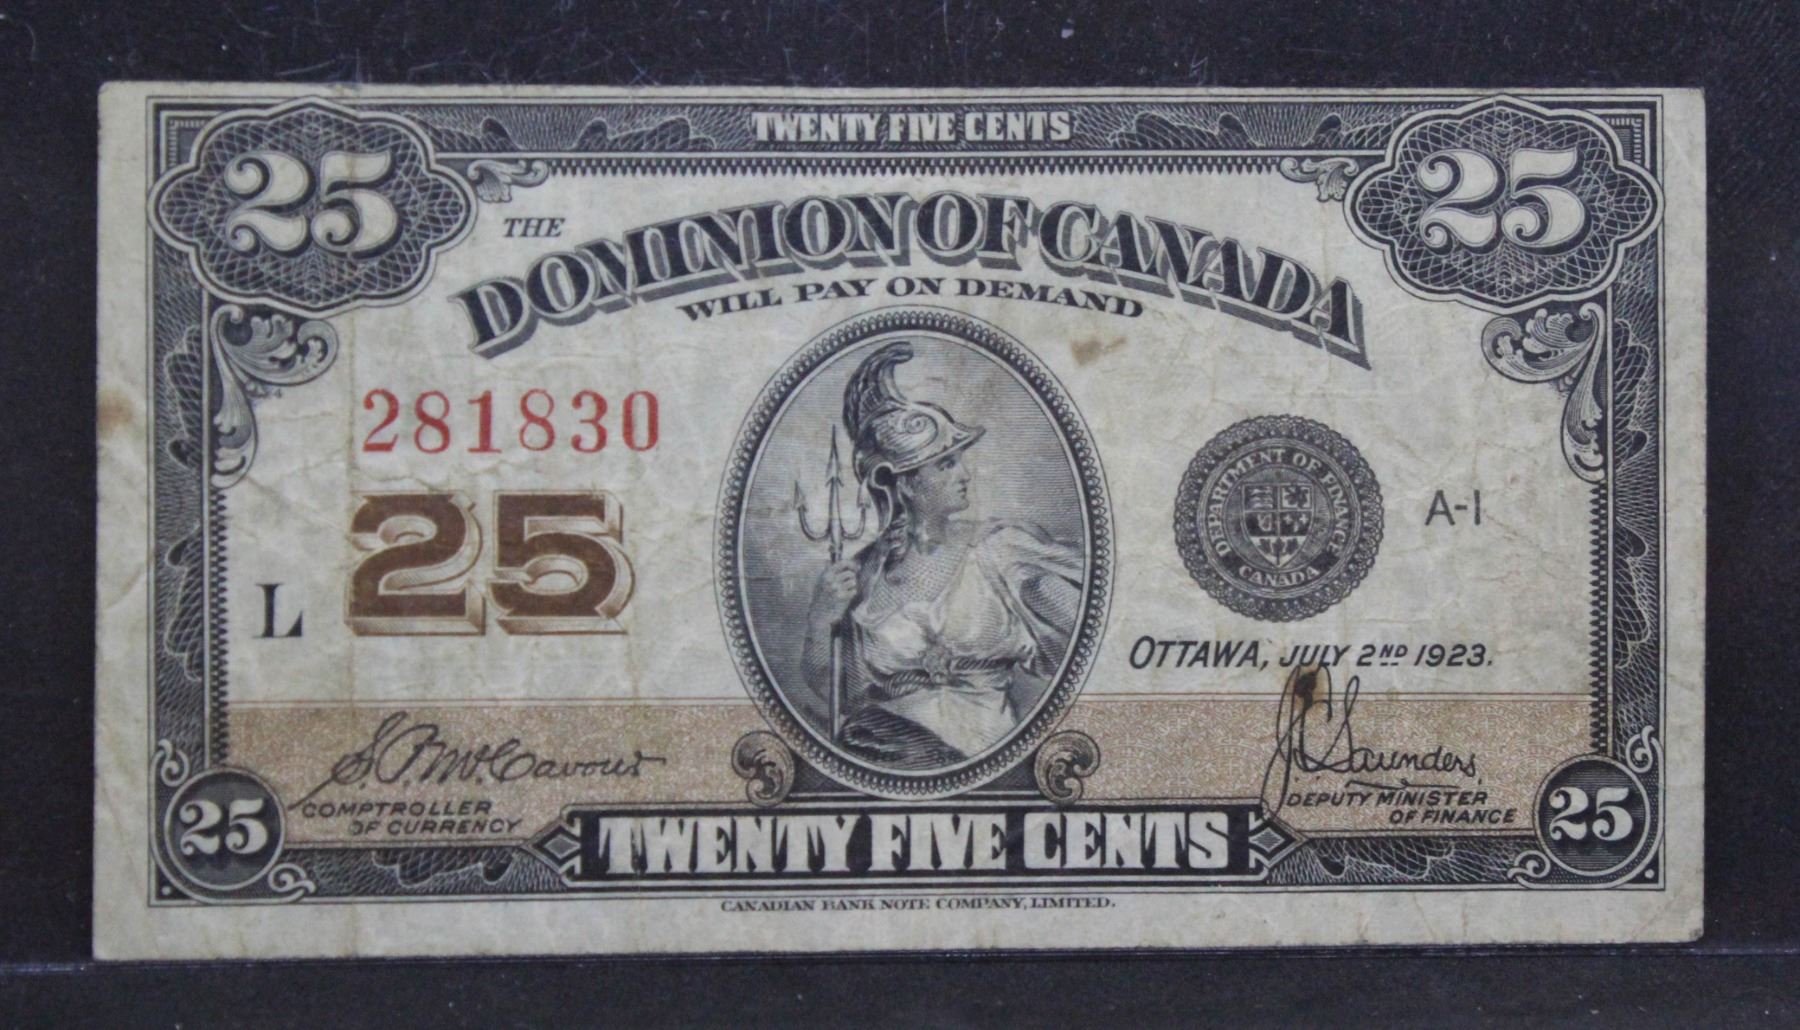 25 TWENTY FIVE CENTS 25
THE
DOMINION OF CANADA
WILL PAY ON DEMAND
281830
25
L
DEPARTMENT OF FINANCE
CANADA
A-1
OTTAWA, JULY 2ND 1923.
S.P. McCavour
COMPTROLLER
OF CURRENCY
J.C. Saunders
DEPUTY MINISTER
OF FINANCE
25 TWENTY FIVE CENTS 25
CANADIAN BANK NOTE COMPANY, LIMITED.